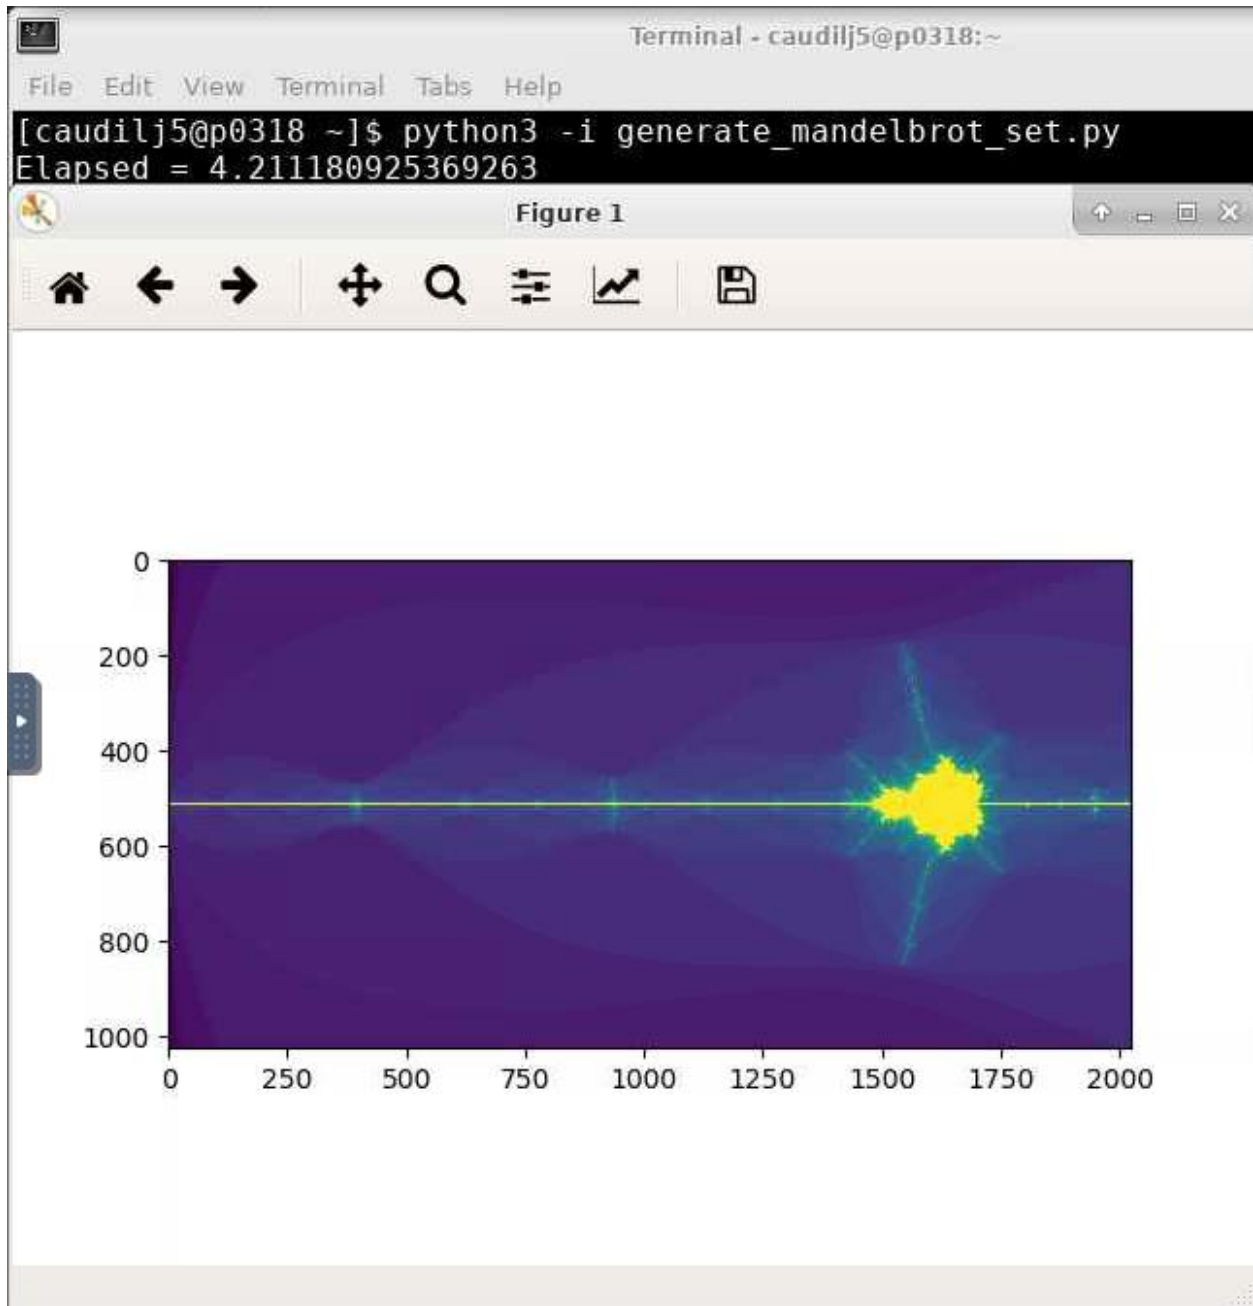 Terminal - caudilj5@p0318:~
File Edit View Terminal Tabs Help
[caudilj5@p0318 ~]$ python3 -i generate_mandelbrot_set.py
Elapsed = 4.211180925369263
Figure 1
0
200
400
600
800
1000
0 250 500 750 1000 1250 1500 1750 2000